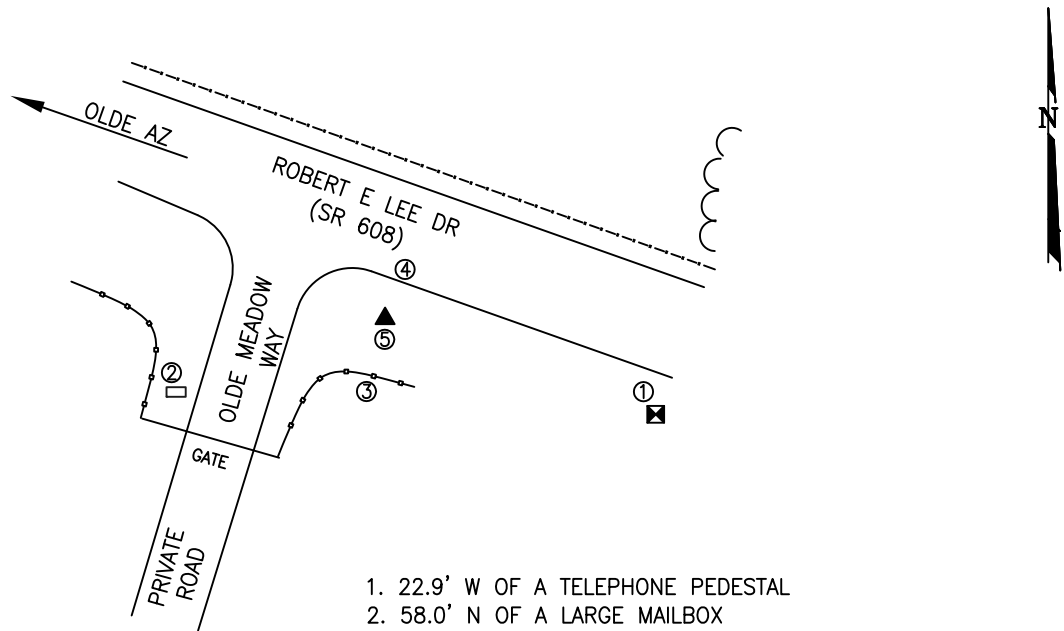 N
OLDE AZ
ROBERT E LEE DR
(SR 608)
④
OLDE MEADOW
WAY
⑤
②
③
①
GATE
PRIVATE
ROAD
1. 22.9' W OF A TELEPHONE PEDESTAL
2. 58.0' N OF A LARGE MAILBOX